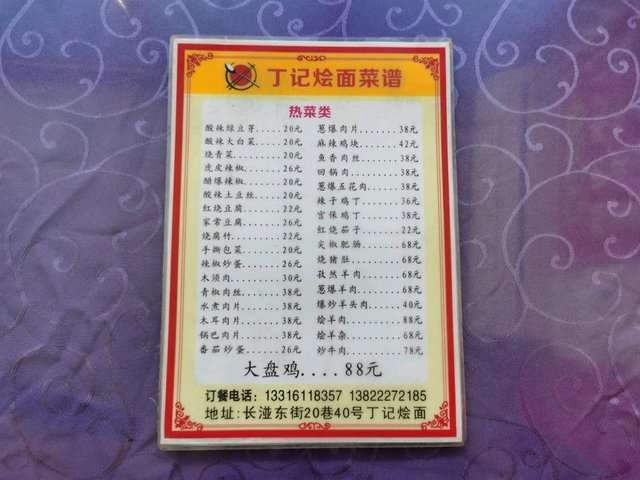 丁记烩面菜谱
热菜类
酸辣绿豆芽.....20元
酸辣大白菜.....20元
烧青菜.........20元
虎皮辣椒.......26元
醋爆辣椒.......20元
酸辣土豆丝.....20元
红烧豆腐.......22元
家常豆腐.......26元
烧腐竹.........22元
手撕包菜.......20元
辣椒炒蛋.......26元
木须肉.........30元
青椒肉丝.......38元
水煮肉片.......38元
木耳肉片.......38元
锅巴肉片.......38元
番茄炒蛋.......26元
葱爆肉片.......38元
麻辣鸡块.......42元
鱼香肉丝.......38元
回锅肉.........38元
葱爆五花肉.....38元
辣子鸡丁.......36元
宫保鸡丁.......38元
红烧茄子.......22元
尖椒肥肠.......68元
烧猪肚.........68元
孜然羊肉.......68元
葱爆羊肉.......68元
爆炒羊头肉.....40元
烩羊肉.........88元
烩羊杂.........68元
炒牛肉.........78元
大盘鸡....88元
订餐电话：13316118357 13822272185
地址:长湴东街20巷40号丁记烩面